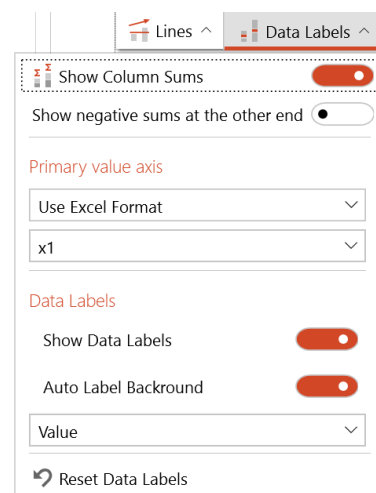 Lines Data Labels
Show Column Sums
Show negative sums at the other end
Primary value axis
Use Excel Format
x1
Data Labels
Show Data Labels
Auto Label Backround
Value
Reset Data Labels